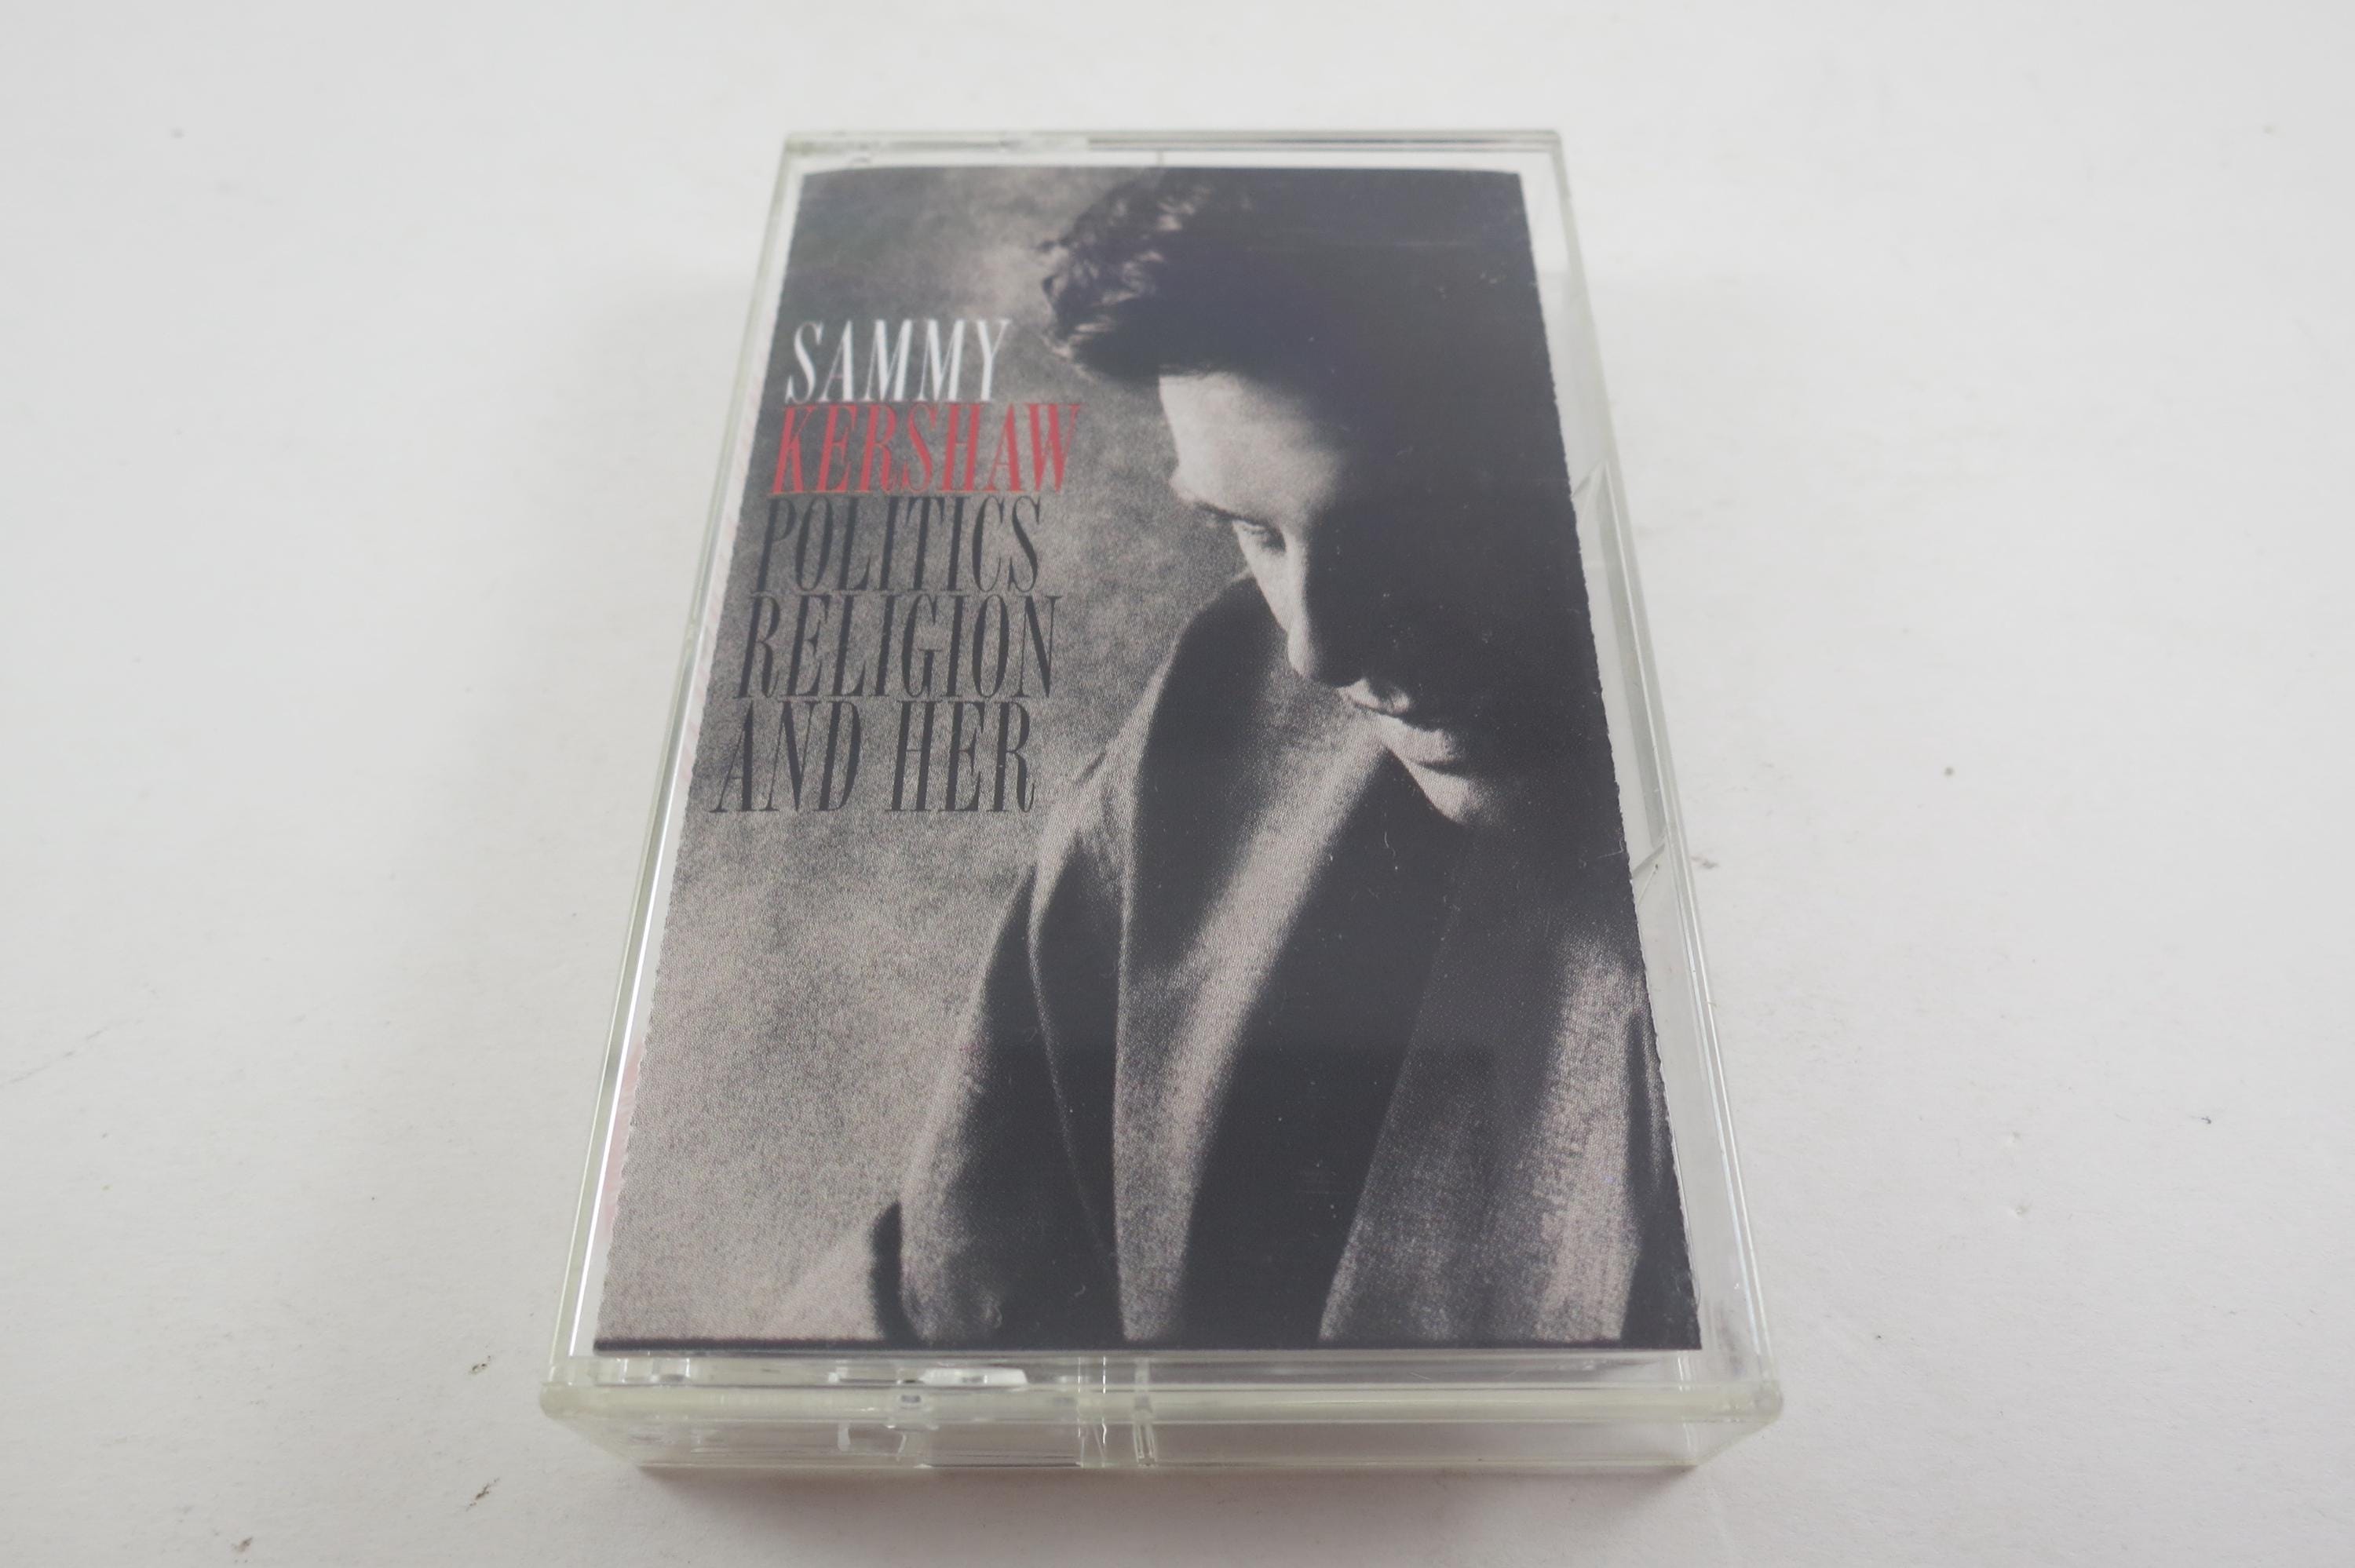 SAMMY
KERSHAW
POLITICS
RELIGION
AND HER